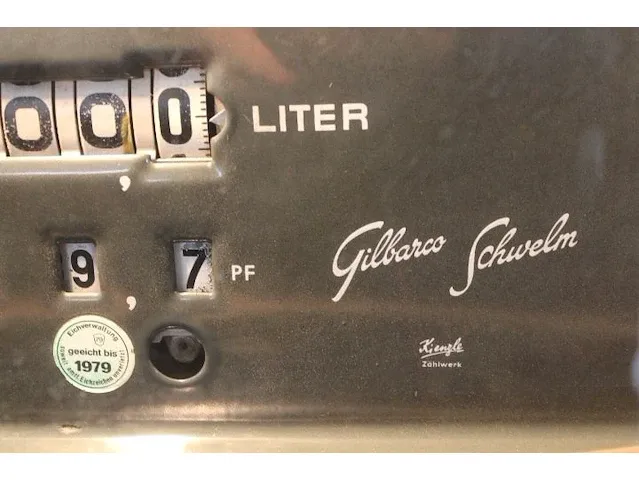 000 LITER
,
9 , 7 PF
Gilbarco Schwelm
Eichverwaltung
geeicht bis
1979
Kienzle
Zählwerk